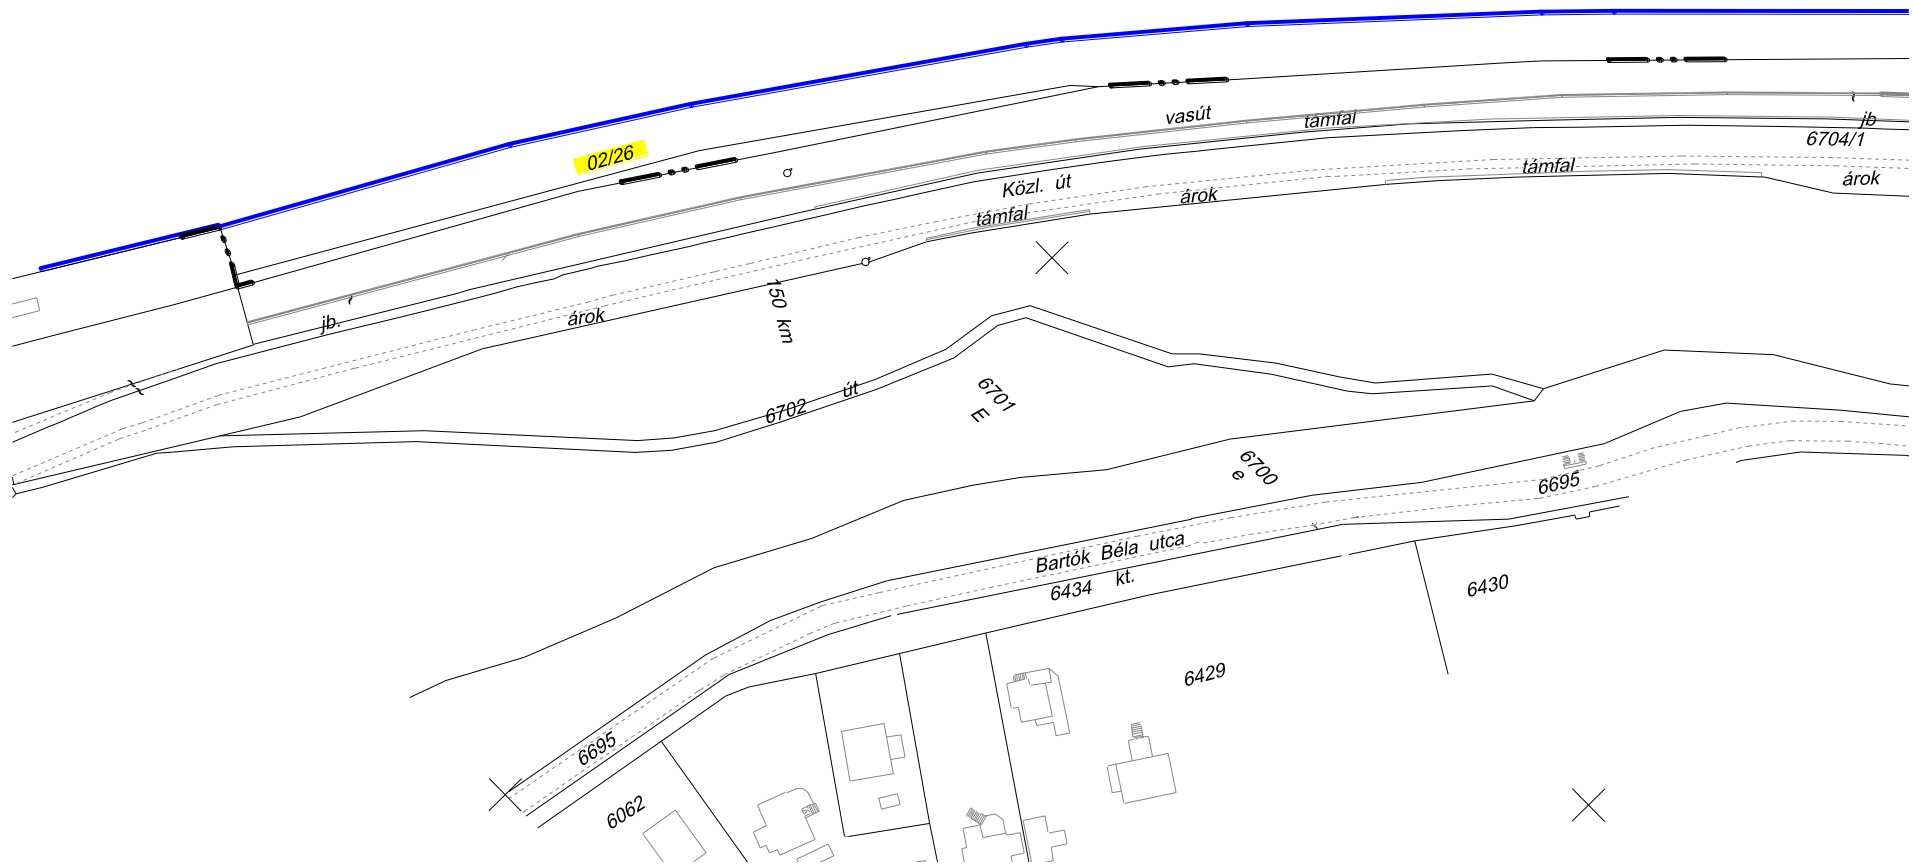 vasút
támfal
jb
6704/1
02/26
támfal
árok
Közl. út
árok
támfal
150 km
jb.
árok
út
6702
6701
E
6700
e
6695
Bartók Béla utca
6434 kt.
6430
6429
6695
6062